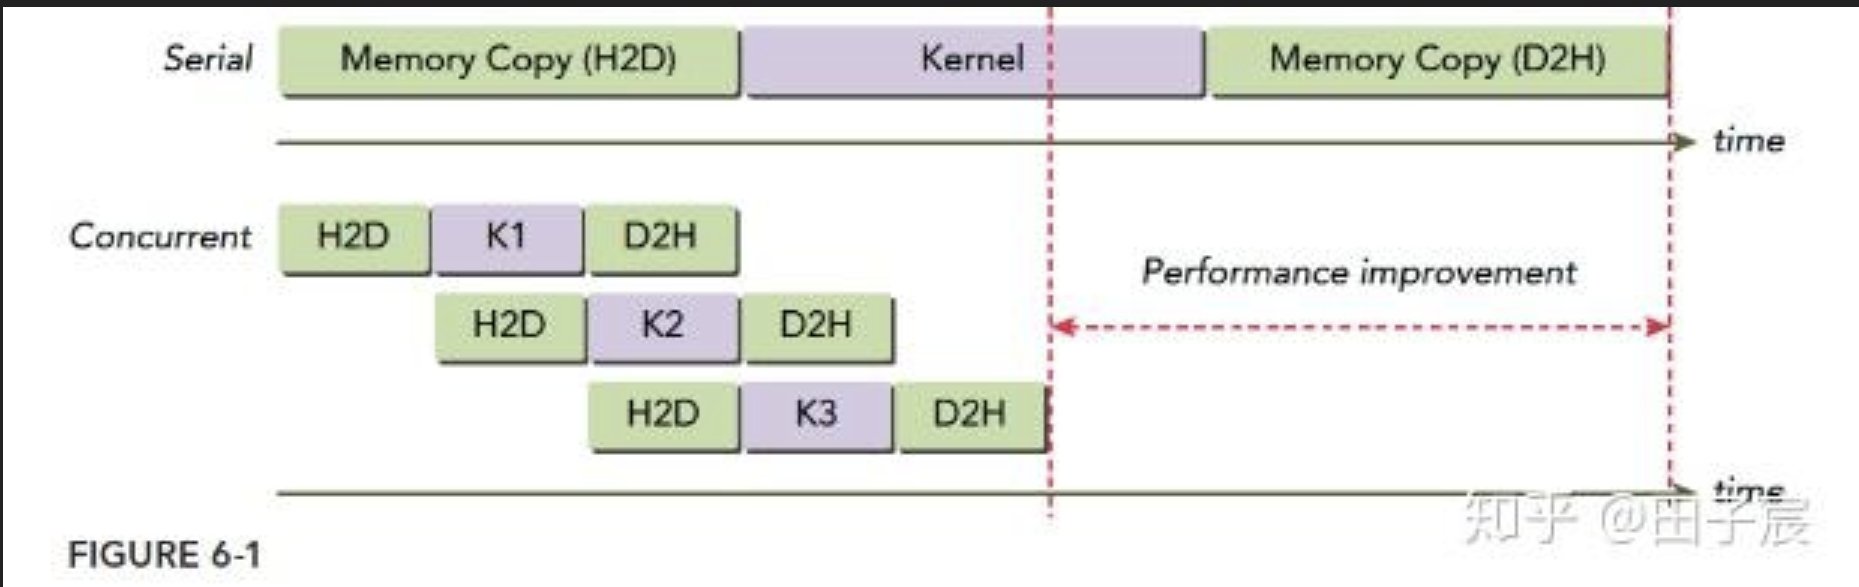 Serial Memory Copy (H2D) Kernel Memory Copy (D2H)
time
Concurrent H2D K1 D2H
Performance improvement
H2D K2 D2H
H2D K3 D2H
time
知乎 @田子宸
FIGURE 6-1